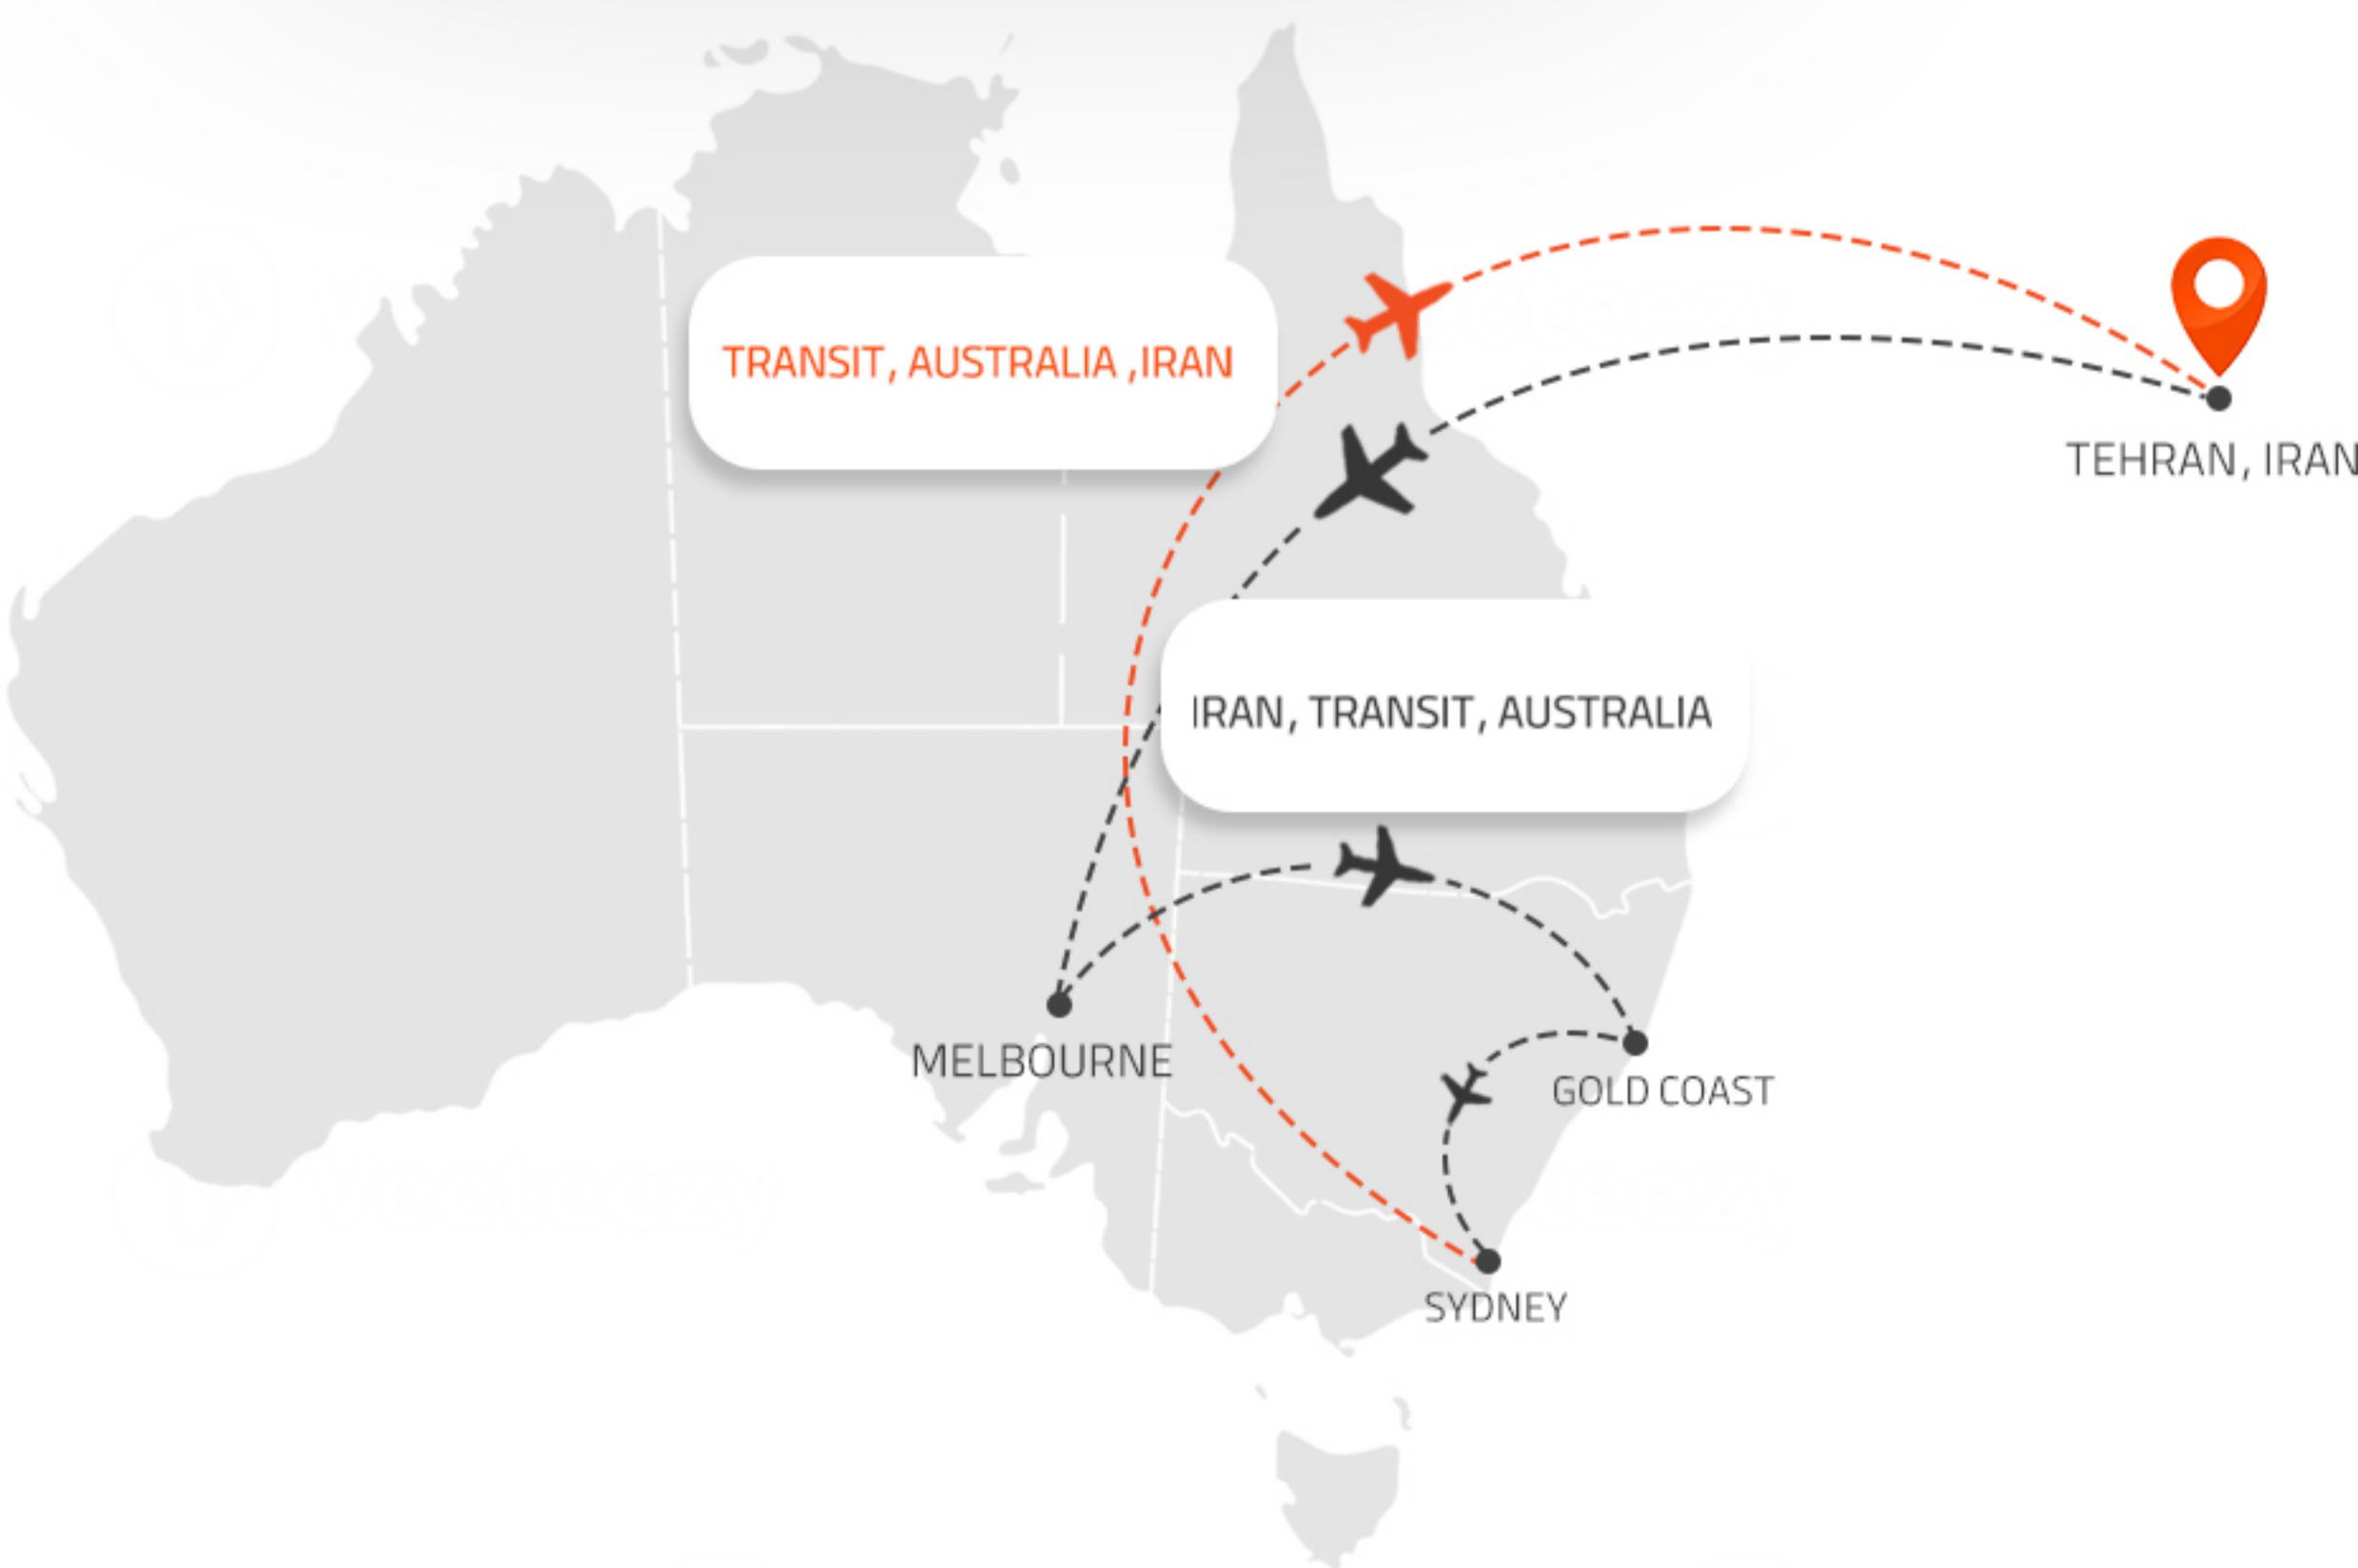 TRANSIT, AUSTRALIA ,IRAN
TEHRAN, IRAN
IRAN, TRANSIT, AUSTRALIA
MELBOURNE
GOLD COAST
SYDNEY